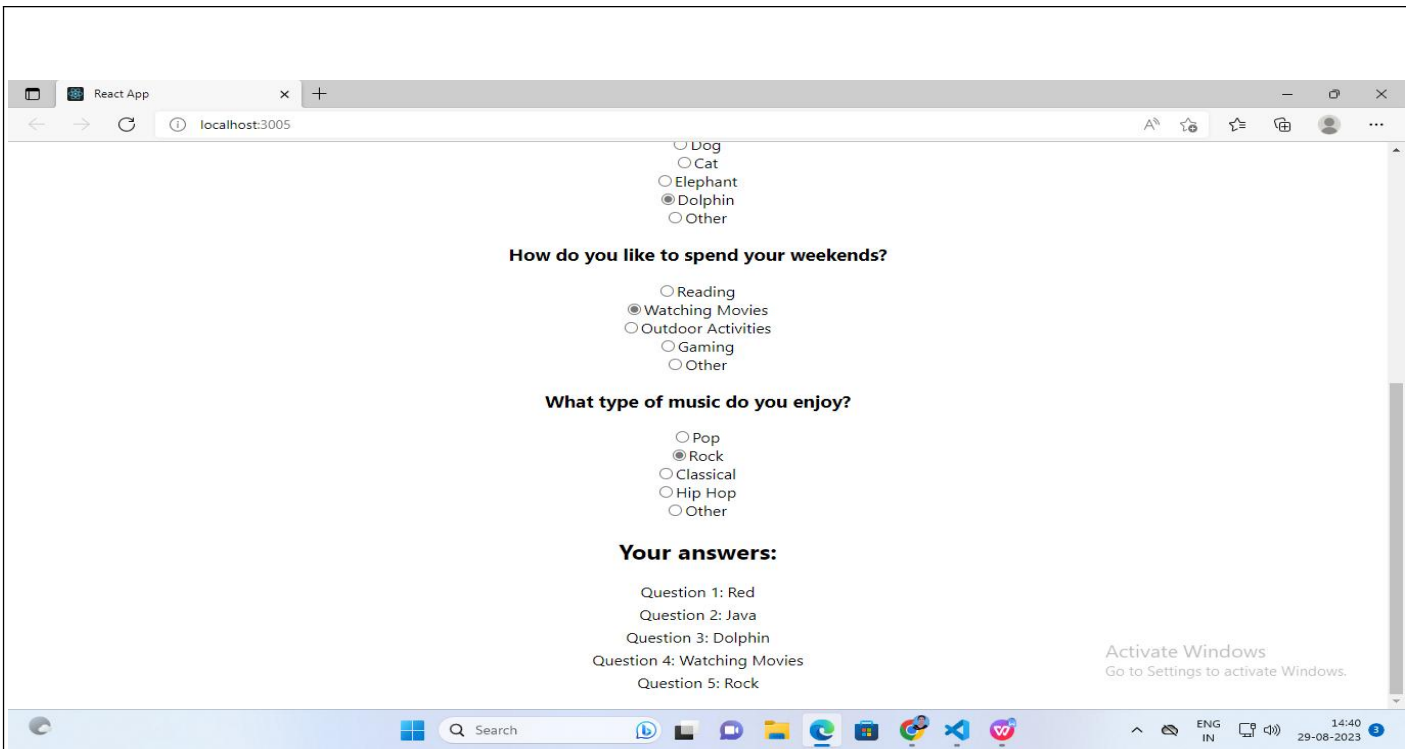 React App
localhost:3005
Dog
Cat
Elephant
Dolphin
Other
How do you like to spend your weekends?
Reading
Watching Movies
Outdoor Activities
Gaming
Other
What type of music do you enjoy?
Pop
Rock
Classical
Hip Hop
Other
Your answers:
Question 1: Red
Question 2: Java
Question 3: Dolphin
Question 4: Watching Movies
Question 5: Rock
Activate Windows
Go to Settings to activate Windows.
Search
ENG
IN
14:40
29-08-2023
3